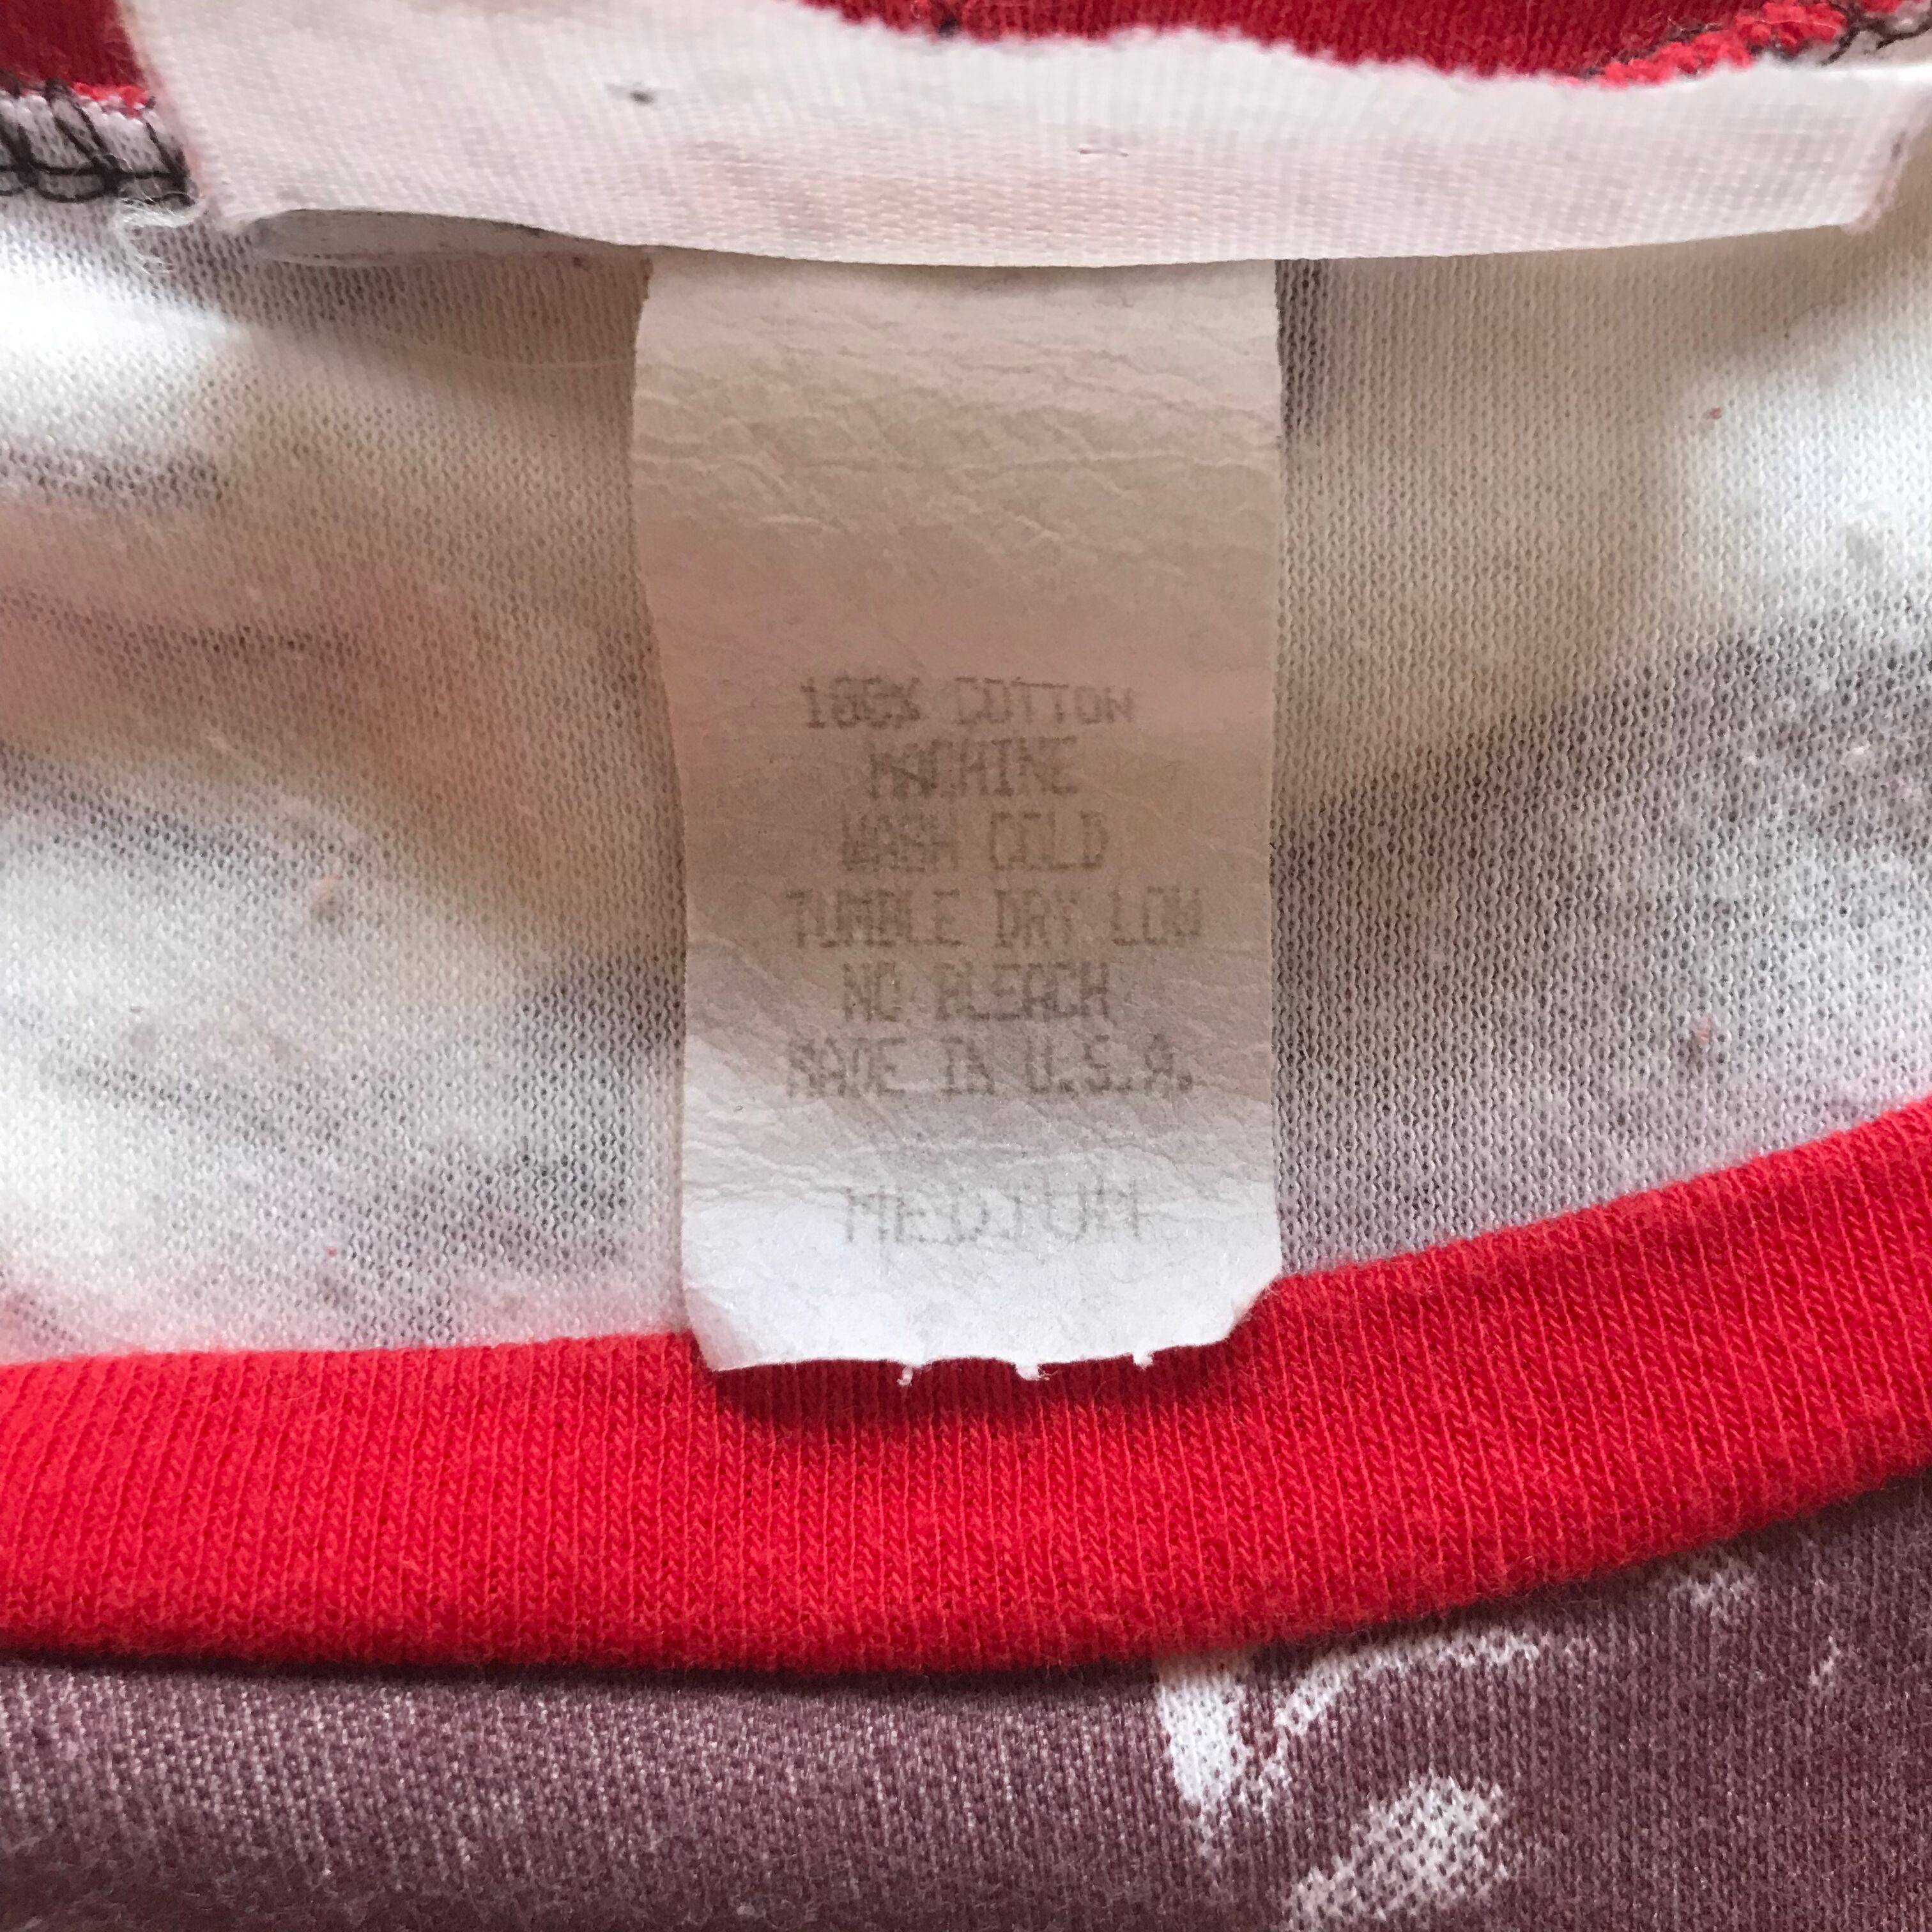 100% COTTON
MACHINE
WASH COLD
TUMBLE DRY LOW
NO BLEACH
MADE IN U.S.A.
MEDIUM